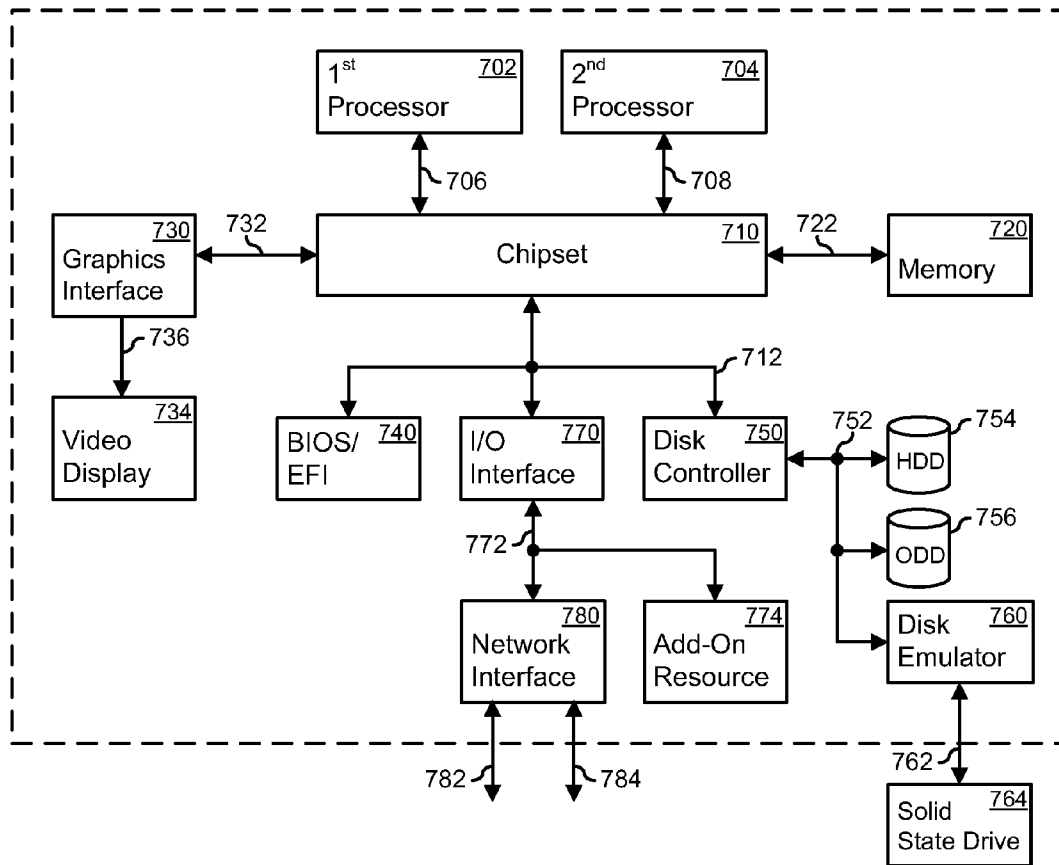 1st 702
Processor
2nd 704
Processor
706
708
730
Graphics
Interface
732
710
Chipset
722
720
Memory
736
712
734
Video
Display
BIOS/ 740
EFI
I/O 770
Interface
Disk 750
Controller
752
754
HDD
756
ODD
772
780
Network
Interface
774
Add-On
Resource
Disk 760
Emulator
782
784
762
Solid 764
State Drive